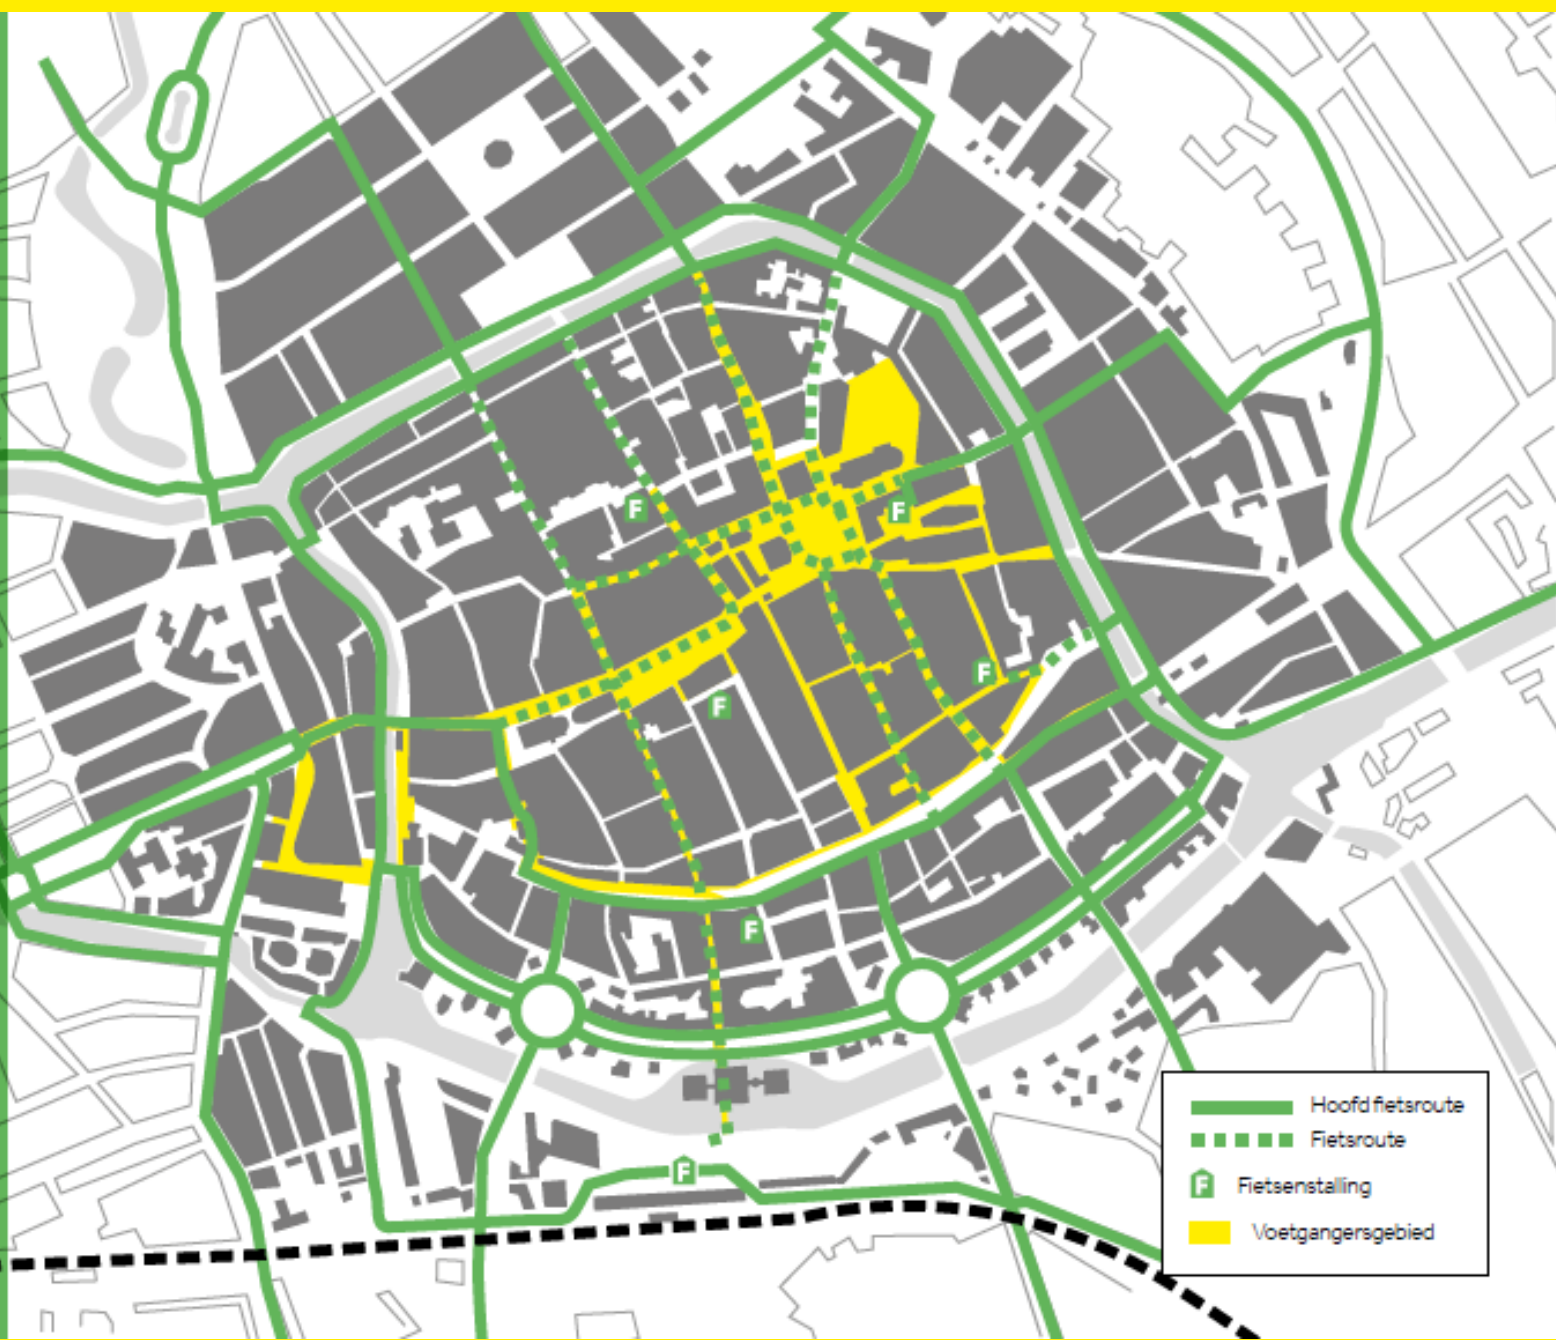 F
F
F
F
F
F
Hoofd fietsroute
Fietsroute
F Fietsenstalling
Voetgangersgebied